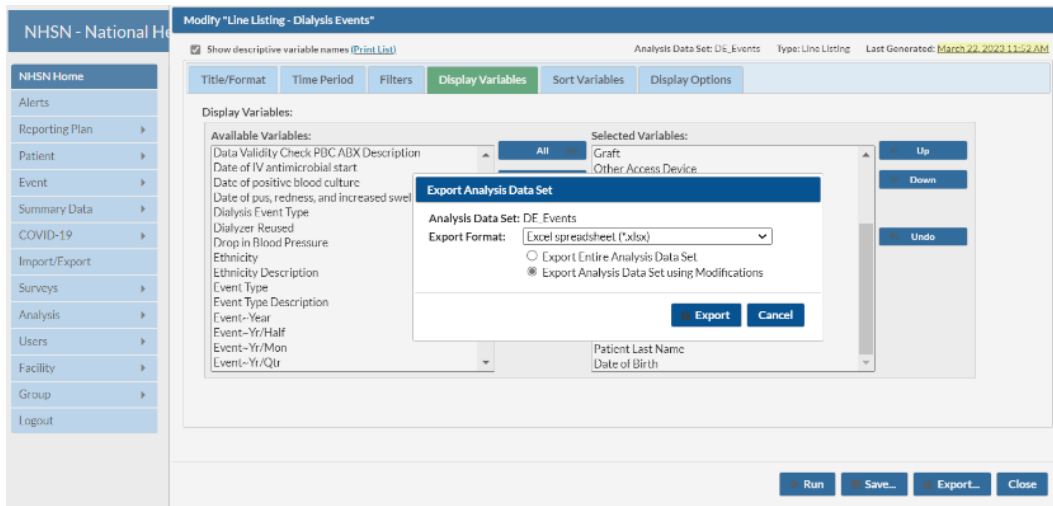 NHSN - National He
Modify "Line Listing - Dialysis Events"
Show descriptive variable names (Print List)
Analysis Data Set: DE_Events Type: Line Listing Last Generated: March 22, 2023 11:52 AM
NHSN Home
Alerts
Reporting Plan
Patient
Event
Summary Data
COVID-19
Import/Export
Surveys
Analysis
Users
Facility
Group
Logout
Title/Format Time Period Filters Display Variables Sort Variables Display Options
Display Variables:
Available Variables:
Data Validity Check PBC ABX Description
Date of IV antimicrobial start
Date of positive blood culture
Date of pus, redness, and increased swel
Dialysis Event Type
Dialyzer Reused
Drop in Blood Pressure
Ethnicity
Ethnicity Description
Event Type
Event Type Description
Event~Year
Event~Yr/Half
Event~Yr/Mon
Event~Yr/Qtr
All
Selected Variables:
Graft
Other Access Device
Patient Last Name
Date of Birth
Up
Down
Undo
Export Analysis Data Set
Analysis Data Set: DE_Events
Export Format: Excel spreadsheet (*.xlsx)
Export Entire Analysis Data Set
Export Analysis Data Set using Modifications
Export Cancel
Run Save... Export... Close